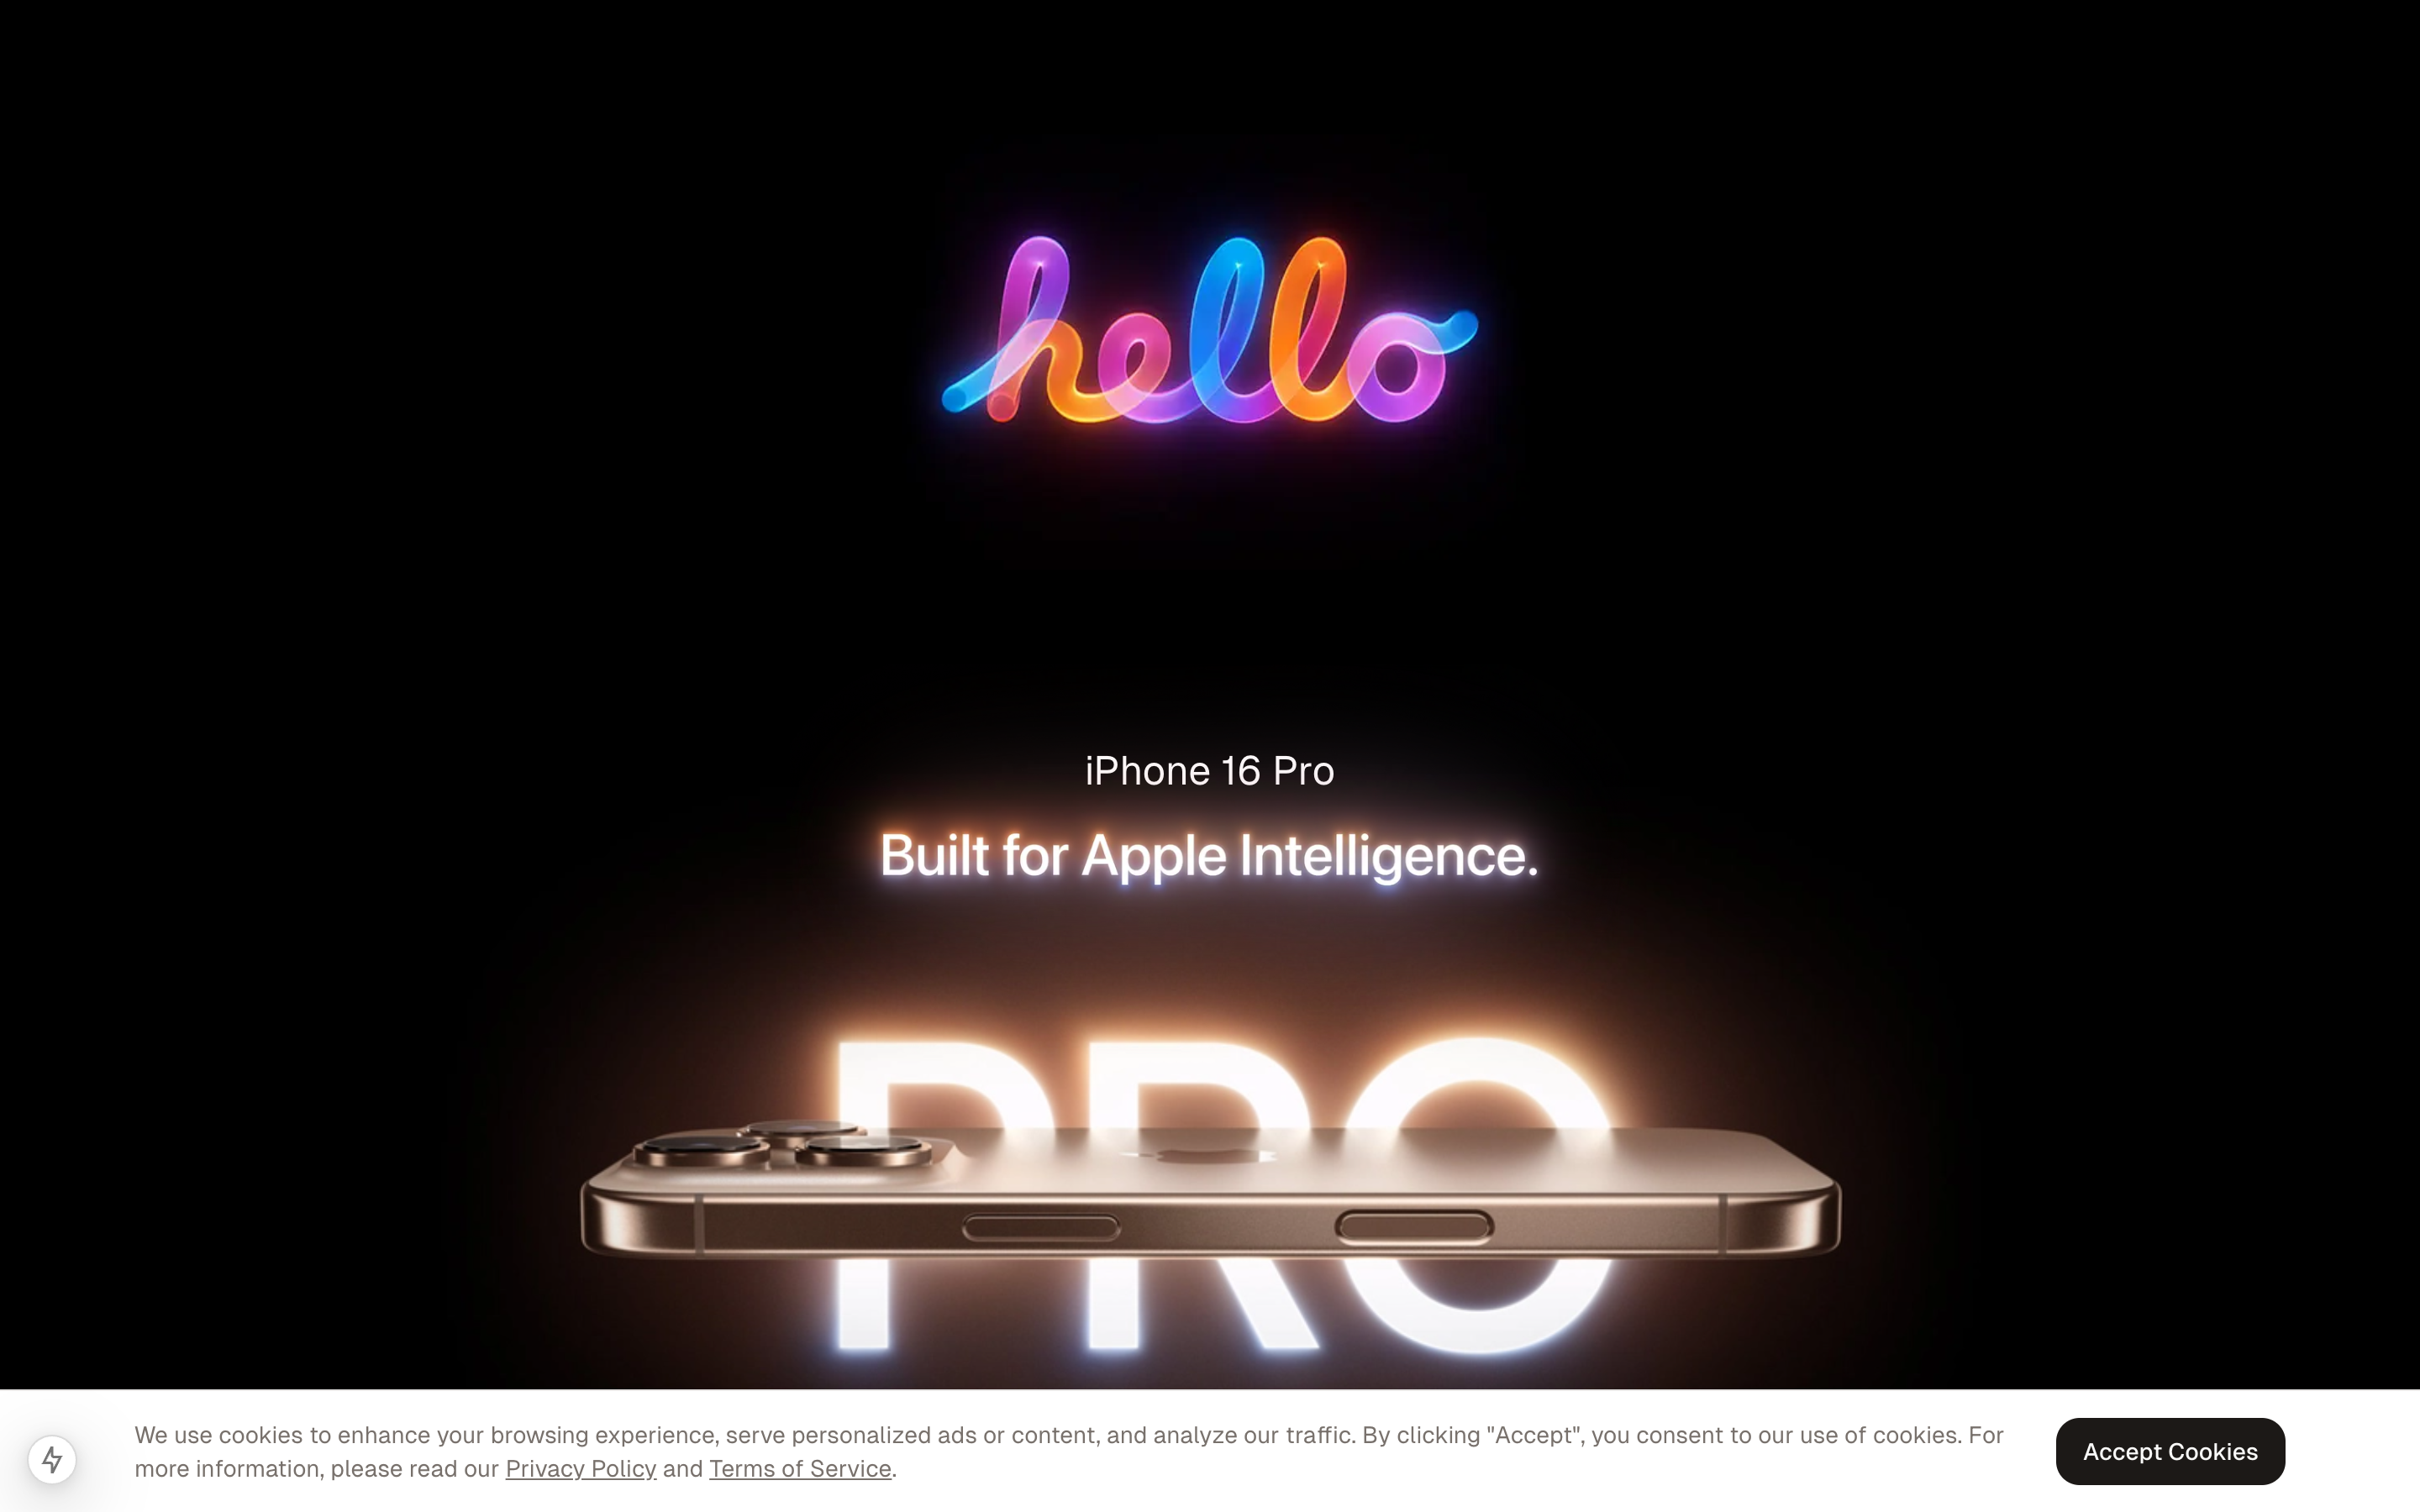 hello
iPhone 16 Pro
Built for Apple Intelligence.
PRO
We use cookies to enhance your browsing experience, serve personalized ads or content, and analyze our traffic. By clicking "Accept", you consent to our use of cookies. For
more information, please read our Privacy Policy and Terms of Service.
Accept Cookies